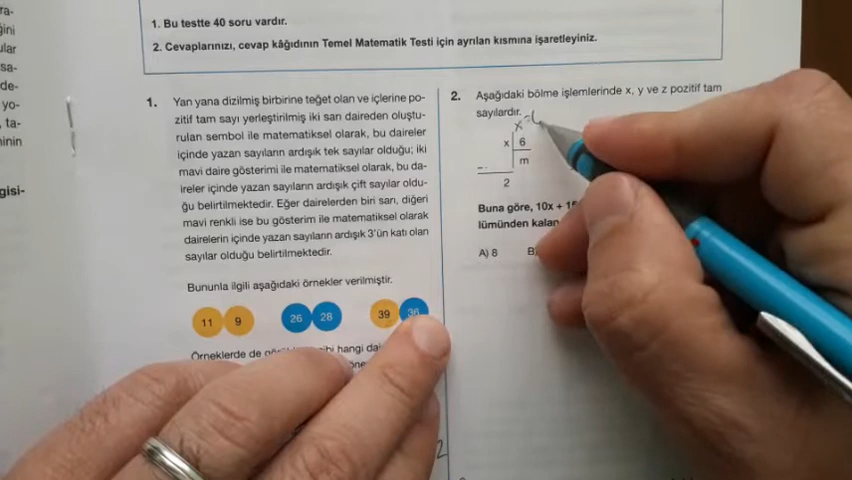 ra-
ğini
ular
sa-
de-
yo-
, ta-
ninin
gisi-
1. Bu testte 40 soru vardır.
2. Cevaplarınızı, cevap kâğıdının Temel Matematik Testi için ayrılan kısmına işaretleyiniz.
1. Yan yana dizilmiş birbirine teğet olan ve içlerine po-
zitif tam sayı yerleştirilmiş iki sarı daireden oluştu-
rulan sembol ile matematiksel olarak, bu daireler
içinde yazan sayıların ardışık tek sayılar olduğu; iki
mavi daire gösterimi ile matematiksel olarak, bu da-
ireler içinde yazan sayıların ardışık çift sayılar oldu-
ğu belirtilmektedir. Eğer dairelerden biri sarı, diğeri
mavi renkli ise bu gösterim ile matematiksel olarak
dairelerin içinde yazan sayıların ardışık 3'ün katı olan
sayılar olduğu belirtilmektedir.
Bununla ilgili aşağıdaki örnekler verilmiştir.
11 9 26 28 39 36
Örneklerde de hangi
2. Aşağıdaki bölme işlemlerinde x, y ve z pozitif tam
sayılardır.
x=
x 6
m
2
Buna göre, 10x +
lümünden kalan
A) 8 B)
2